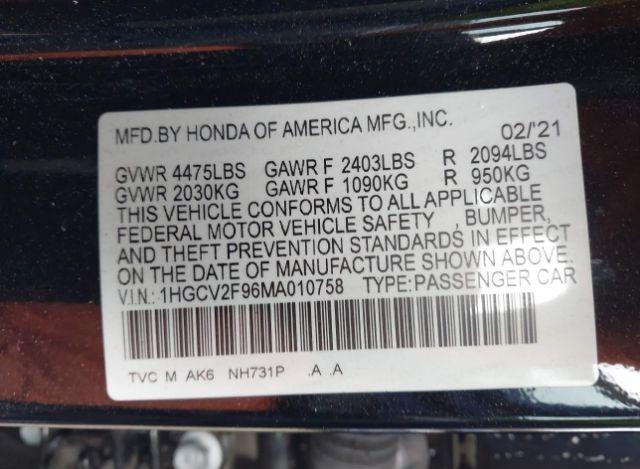 MFD.BY HONDA OF AMERICA MFG.,INC. 02/'21
GVWR 4475LBS GAWR F 2403LBS R 2094LBS
GVWR 2030KG GAWR F 1090KG R 950KG
THIS VEHICLE CONFORMS TO ALL APPLICABLE
FEDERAL MOTOR VEHICLE SAFETY , BUMPER,
AND THEFT PREVENTION STANDARDS IN EFFECT
ON THE DATE OF MANUFACTURE SHOWN ABOVE.
V.I.N.: 1HGCV2F96MA010758 TYPE:PASSENGER CAR
TVC M AK6 NH731P .A .A